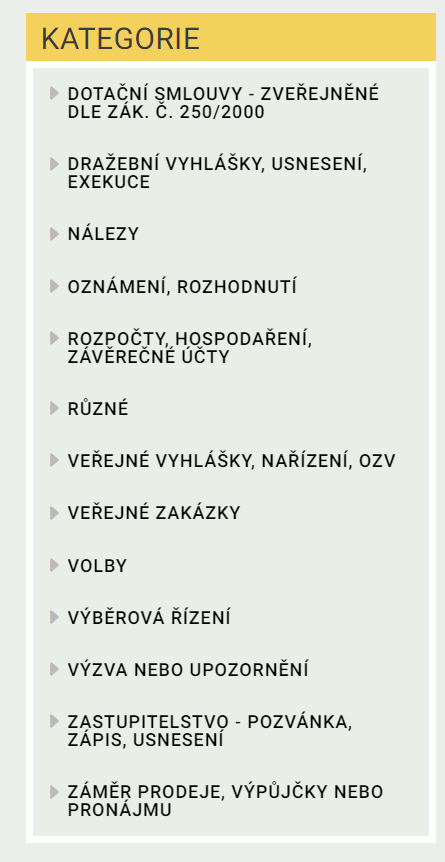 KATEGORIE
DOTAČNÍ SMLOUVY - ZVEŘEJNĚNÉ
DLE ZÁK. Č. 250/2000
DRAŽEBNÍ VYHLÁŠKY, USNESENÍ,
EXEKUCE
NÁLEZY
OZNÁMENÍ, ROZHODNUTÍ
ROZPOČTY, HOSPODAŘENÍ,
ZÁVĚREČNÉ ÚČTY
RŮZNÉ
VEŘEJNÉ VYHLÁŠKY, NAŘÍZENÍ, OZV
VEŘEJNÉ ZAKÁZKY
VOLBY
VÝBĚROVÁ ŘÍZENÍ
VÝZVA NEBO UPOZORNĚNÍ
ZASTUPITELSTVO - POZVÁNKA,
ZÁPIS, USNESENÍ
ZÁMĚR PRODEJE, VÝPŮJČKY NEBO
PRONÁJMU